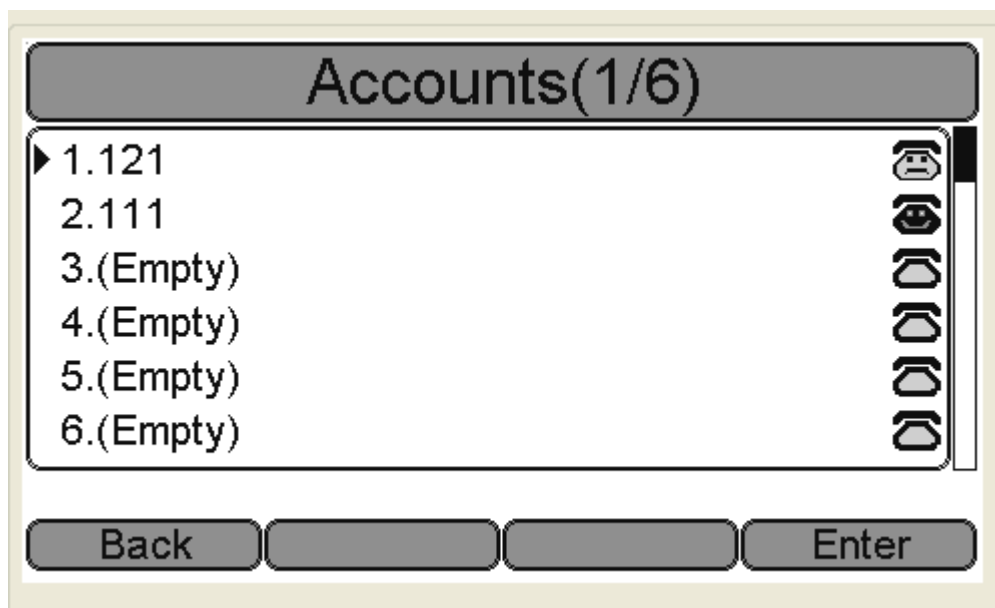 Accounts(1/6)
1.121
2.111
3.(Empty)
4.(Empty)
5.(Empty)
6.(Empty)
Back Enter